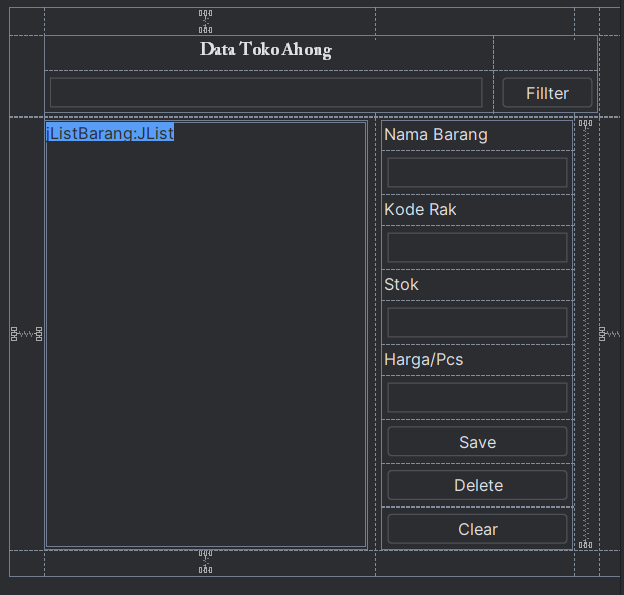 Data Toko Ahong
Fillter
jListBarang:JList
Nama Barang
Kode Rak
Stok
Harga/Pcs
Save
Delete
Clear